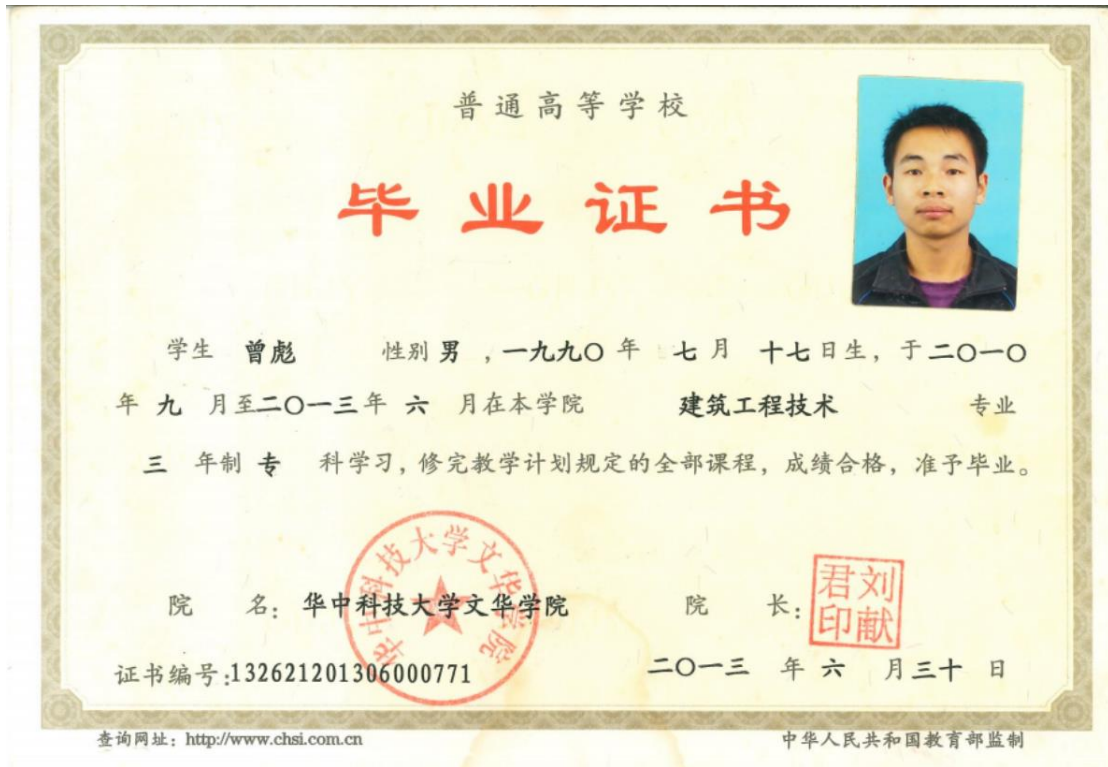 普通高等学校
毕业证书
学生 曾彪 性别 男 ,一九九〇 年 七 月 十七 日生, 于 二〇一〇
年 九 月至 二〇一三 年 六 月在本学院 建筑工程技术 专业
三 年制 专 科学习, 修完教学计划规定的全部课程, 成绩合格, 准予毕业。
华中科技大学文华学院
刘献君印
院 名: 华中科技大学文华学院 院 长:
证书编号:132621201306000771 二〇一三 年 六 月 三十 日
查询网址: http://www.chsi.com.cn 中华人民共和国教育部监制